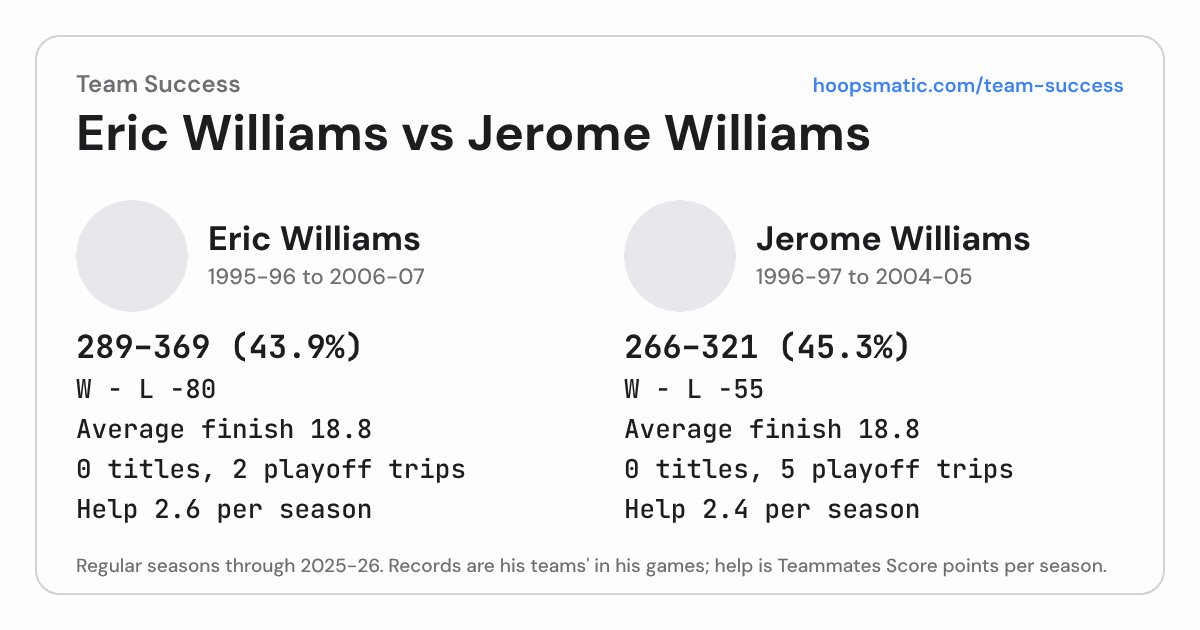 Team Success
hoopsmatic.com/team-success
Eric Williams vs Jerome Williams
Eric Williams
1995-96 to 2006-07
289-369 (43.9%)
W - L -80
Average finish 18.8
0 titles, 2 playoff trips
Help 2.6 per season
Jerome Williams
1996-97 to 2004-05
266-321 (45.3%)
W - L -55
Average finish 18.8
0 titles, 5 playoff trips
Help 2.4 per season
Regular seasons through 2025-26. Records are his teams' in his games; help is Teammates Score points per season.